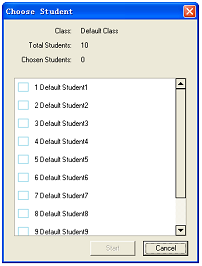 Choose Student
Class: Default Class
Total Students: 10
Chosen Students: 0
1 Default Student1
2 Default Student2
3 Default Student3
4 Default Student4
5 Default Student5
6 Default Student6
7 Default Student7
8 Default Student8
9 Default Student9
Start Cancel